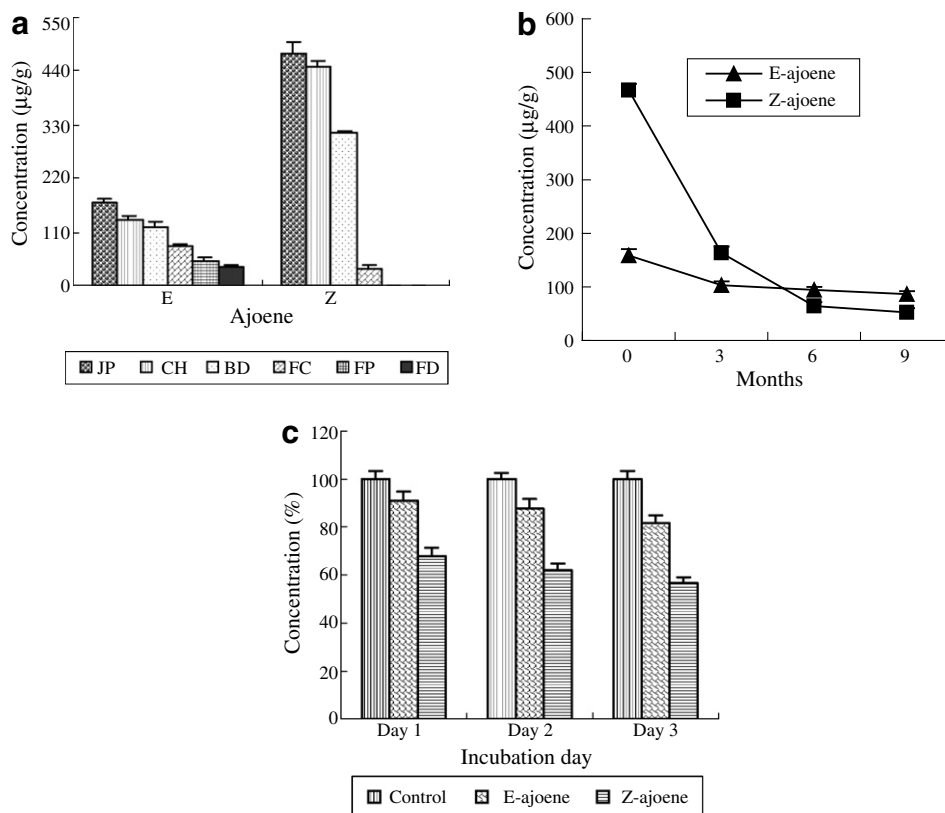 a
Concentration (µg/g)
550
440
330
220
110
0
E
Z
Ajoene
JP CH BD FC FP FD
b
Concentration (µg/g)
600
500
400
300
200
100
0
E-ajoene
Z-ajoene
0 3 6 9
Months
c
Concentration (%)
120
100
80
60
40
20
0
Day 1 Day 2 Day 3
Incubation day
Control E-ajoene Z-ajoene